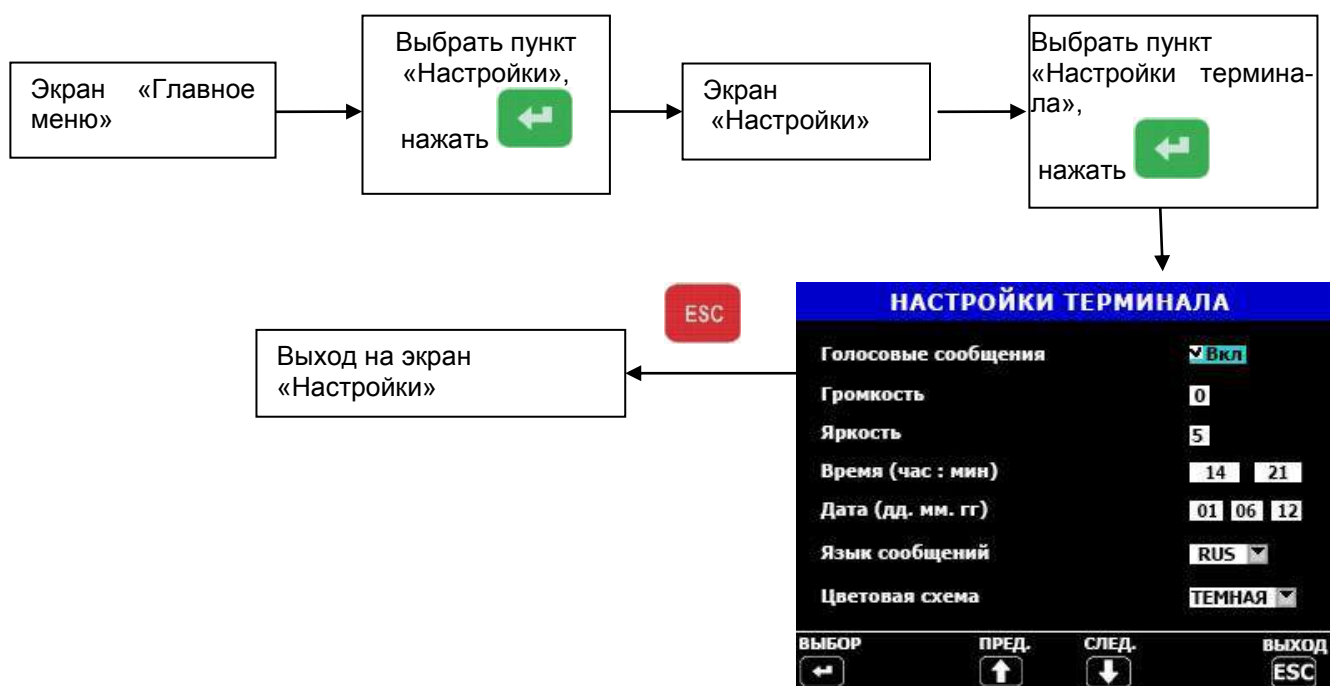 Экран «Главное
меню»
Выбрать пункт
«Настройки»,
нажать
Экран
«Настройки»
Выбрать пункт
«Настройки термина-
ла»,
нажать
ESC
Выход на экран
«Настройки»
НАСТРОЙКИ ТЕРМИНАЛА
Голосовые сообщения Вкл
Громкость 0
Яркость 5
Время (час : мин) 14 21
Дата (дд. мм. гг) 01 06 12
Язык сообщений RUS
Цветовая схема ТЕМНАЯ
ВЫБОР ПРЕД. СЛЕД. ВЫХОД
ESC